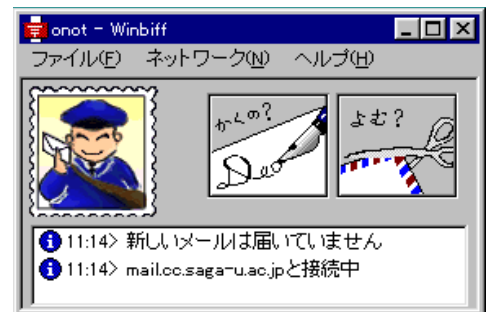 onot - Winbiff
ファイル(F) ネットワーク(N) ヘルプ(H)
かくの? よむ?
11:14> 新しいメールは届いていません
11:14> mail.cc.saga-u.ac.jpと接続中